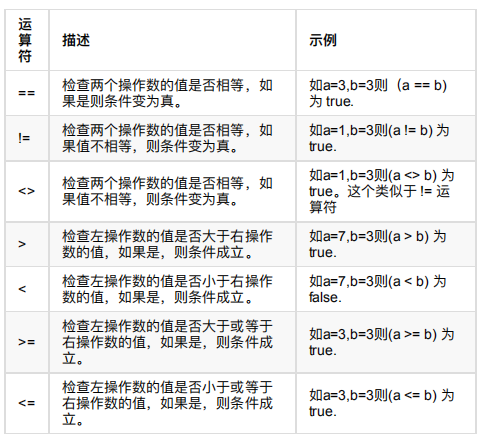 运算符 描述 示例
== 检查两个操作数的值是否相等，如 如a=3,b=3则（a == b)
果是则条件变为真。 为 true.
!= 检查两个操作数的值是否相等，如 如a=1,b=3则(a != b) 为
果值不相等，则条件变为真。 true.
<> 检查两个操作数的值是否相等，如 如a=1,b=3则(a <> b) 为
果值不相等，则条件变为真。 true。这个类似于 != 运
算符
> 检查左操作数的值是否大于右操作 如a=7,b=3则(a > b) 为
数的值，如果是，则条件成立。 true.
< 检查左操作数的值是否小于右操作 如a=7,b=3则(a < b) 为
数的值，如果是，则条件成立。 false.
>= 检查左操作数的值是否大于或等于 如a=3,b=3则(a >= b) 为
右操作数的值，如果是，则条件成 true.
立。
<= 检查左操作数的值是否小于或等于 如a=3,b=3则(a <= b) 为
右操作数的值，如果是，则条件成 true.
立。